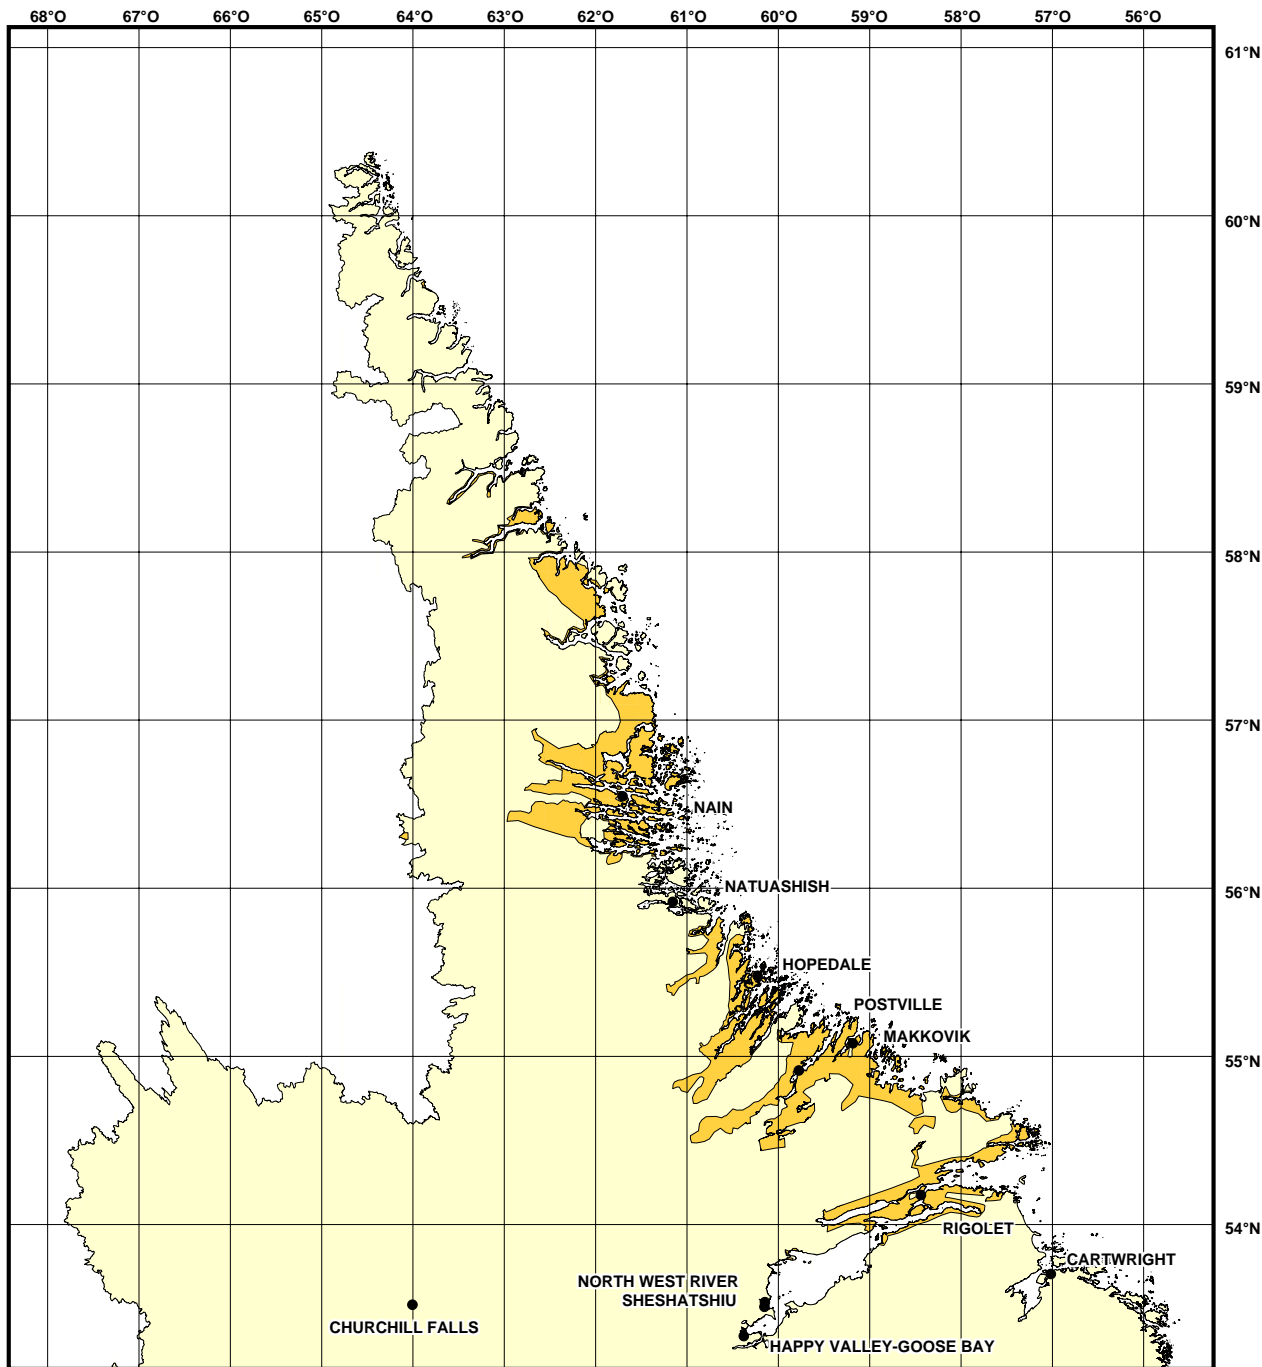 68°O 67°O 66°O 65°O 64°O 63°O 62°O 61°O 60°O 59°O 58°O 57°O 56°O
61°N
60°N
59°N
58°N
57°N
NAIN
NATUASHISH
56°N
HOPEDALE
POSTVILLE
MAKKOVIK
55°N
54°N
RIGOLET
CARTWRIGHT
NORTH WEST RIVER
SHESHATSHIU
CHURCHILL FALLS
HAPPY VALLEY-GOOSE BAY